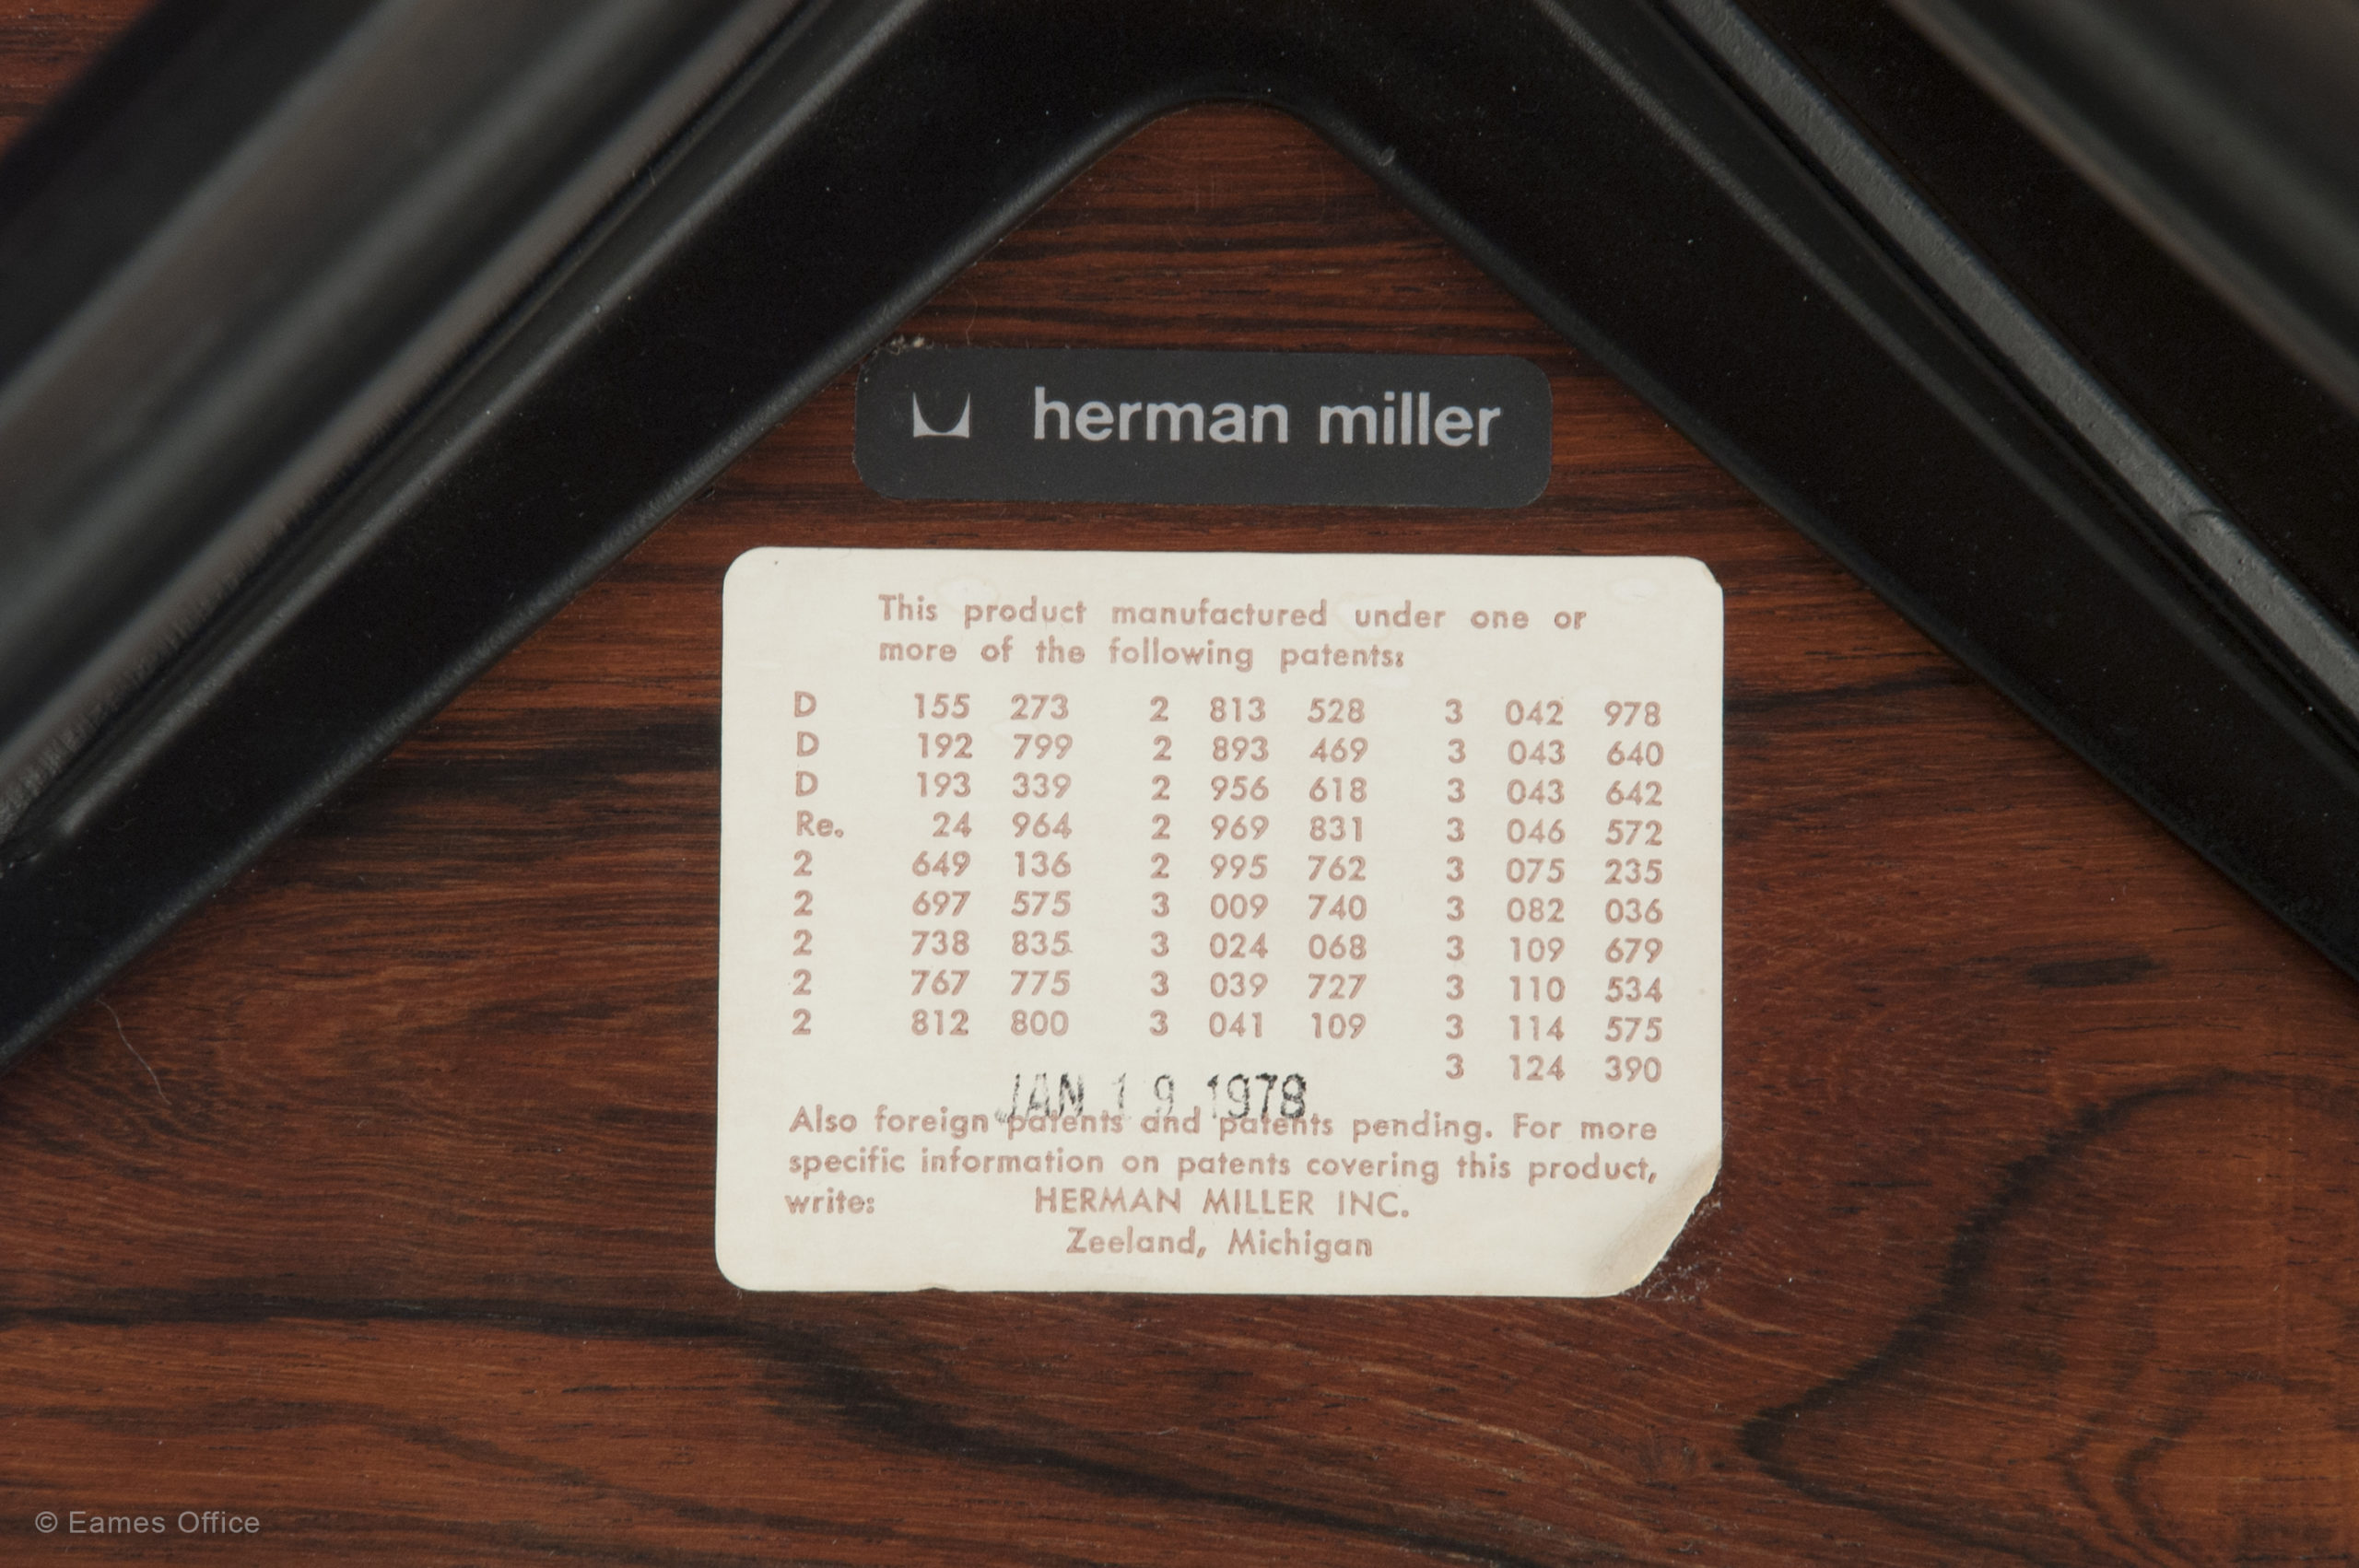 herman miller
This product manufactured under one or
more of the following patents:
D 155 273 2 813 528 3 042 978
D 192 799 2 893 469 3 043 640
D 193 339 2 956 618 3 043 642
Re. 24 964 2 969 831 3 046 572
2 649 136 2 995 762 3 075 235
2 697 575 3 009 740 3 082 036
2 738 835 3 024 068 3 109 679
2 767 775 3 039 727 3 110 534
2 812 800 3 041 109 3 114 575
3 124 390
JAN 19 1978
Also foreign patents and patents pending. For more
specific information on patents covering this product,
write: HERMAN MILLER INC.
Zeeland, Michigan
© Eames Office